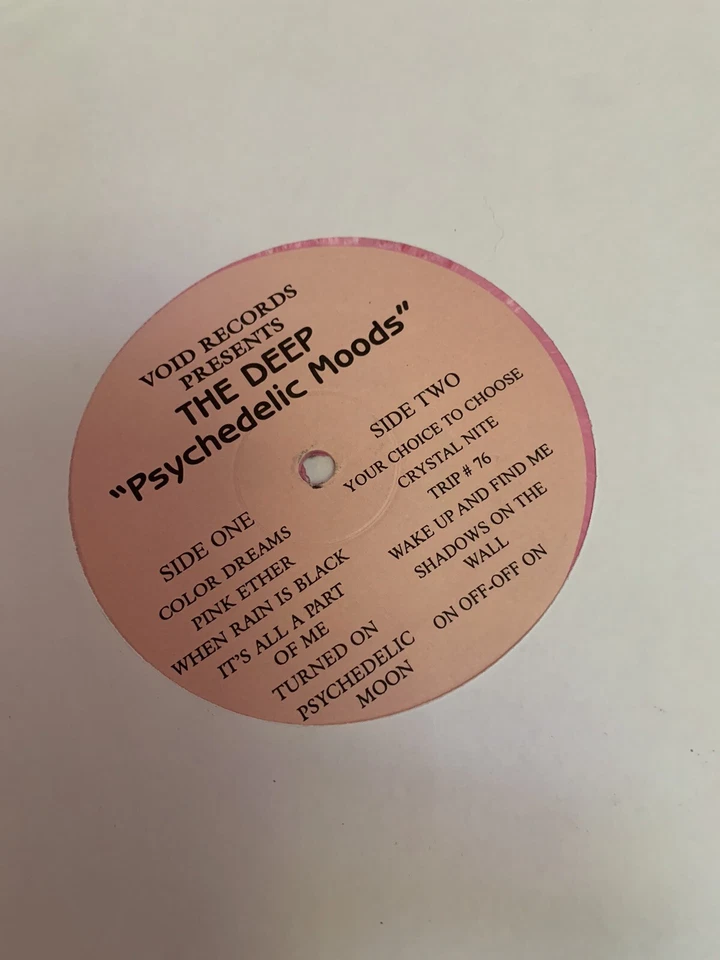 VOID RECORDS
PRESENTS
THE DEEP
"Psychedelic Moods"
SIDE ONE
COLOR DREAMS
PINK ETHER
WHEN RAIN IS BLACK
IT'S ALL A PART
OF ME
TURNED ON
PSYCHEDELIC
MOON
SIDE TWO
YOUR CHOICE TO CHOOSE
CRYSTAL NITE
TRIP # 76
WAKE UP AND FIND ME
SHADOWS ON THE
WALL
ON OFF-OFF ON